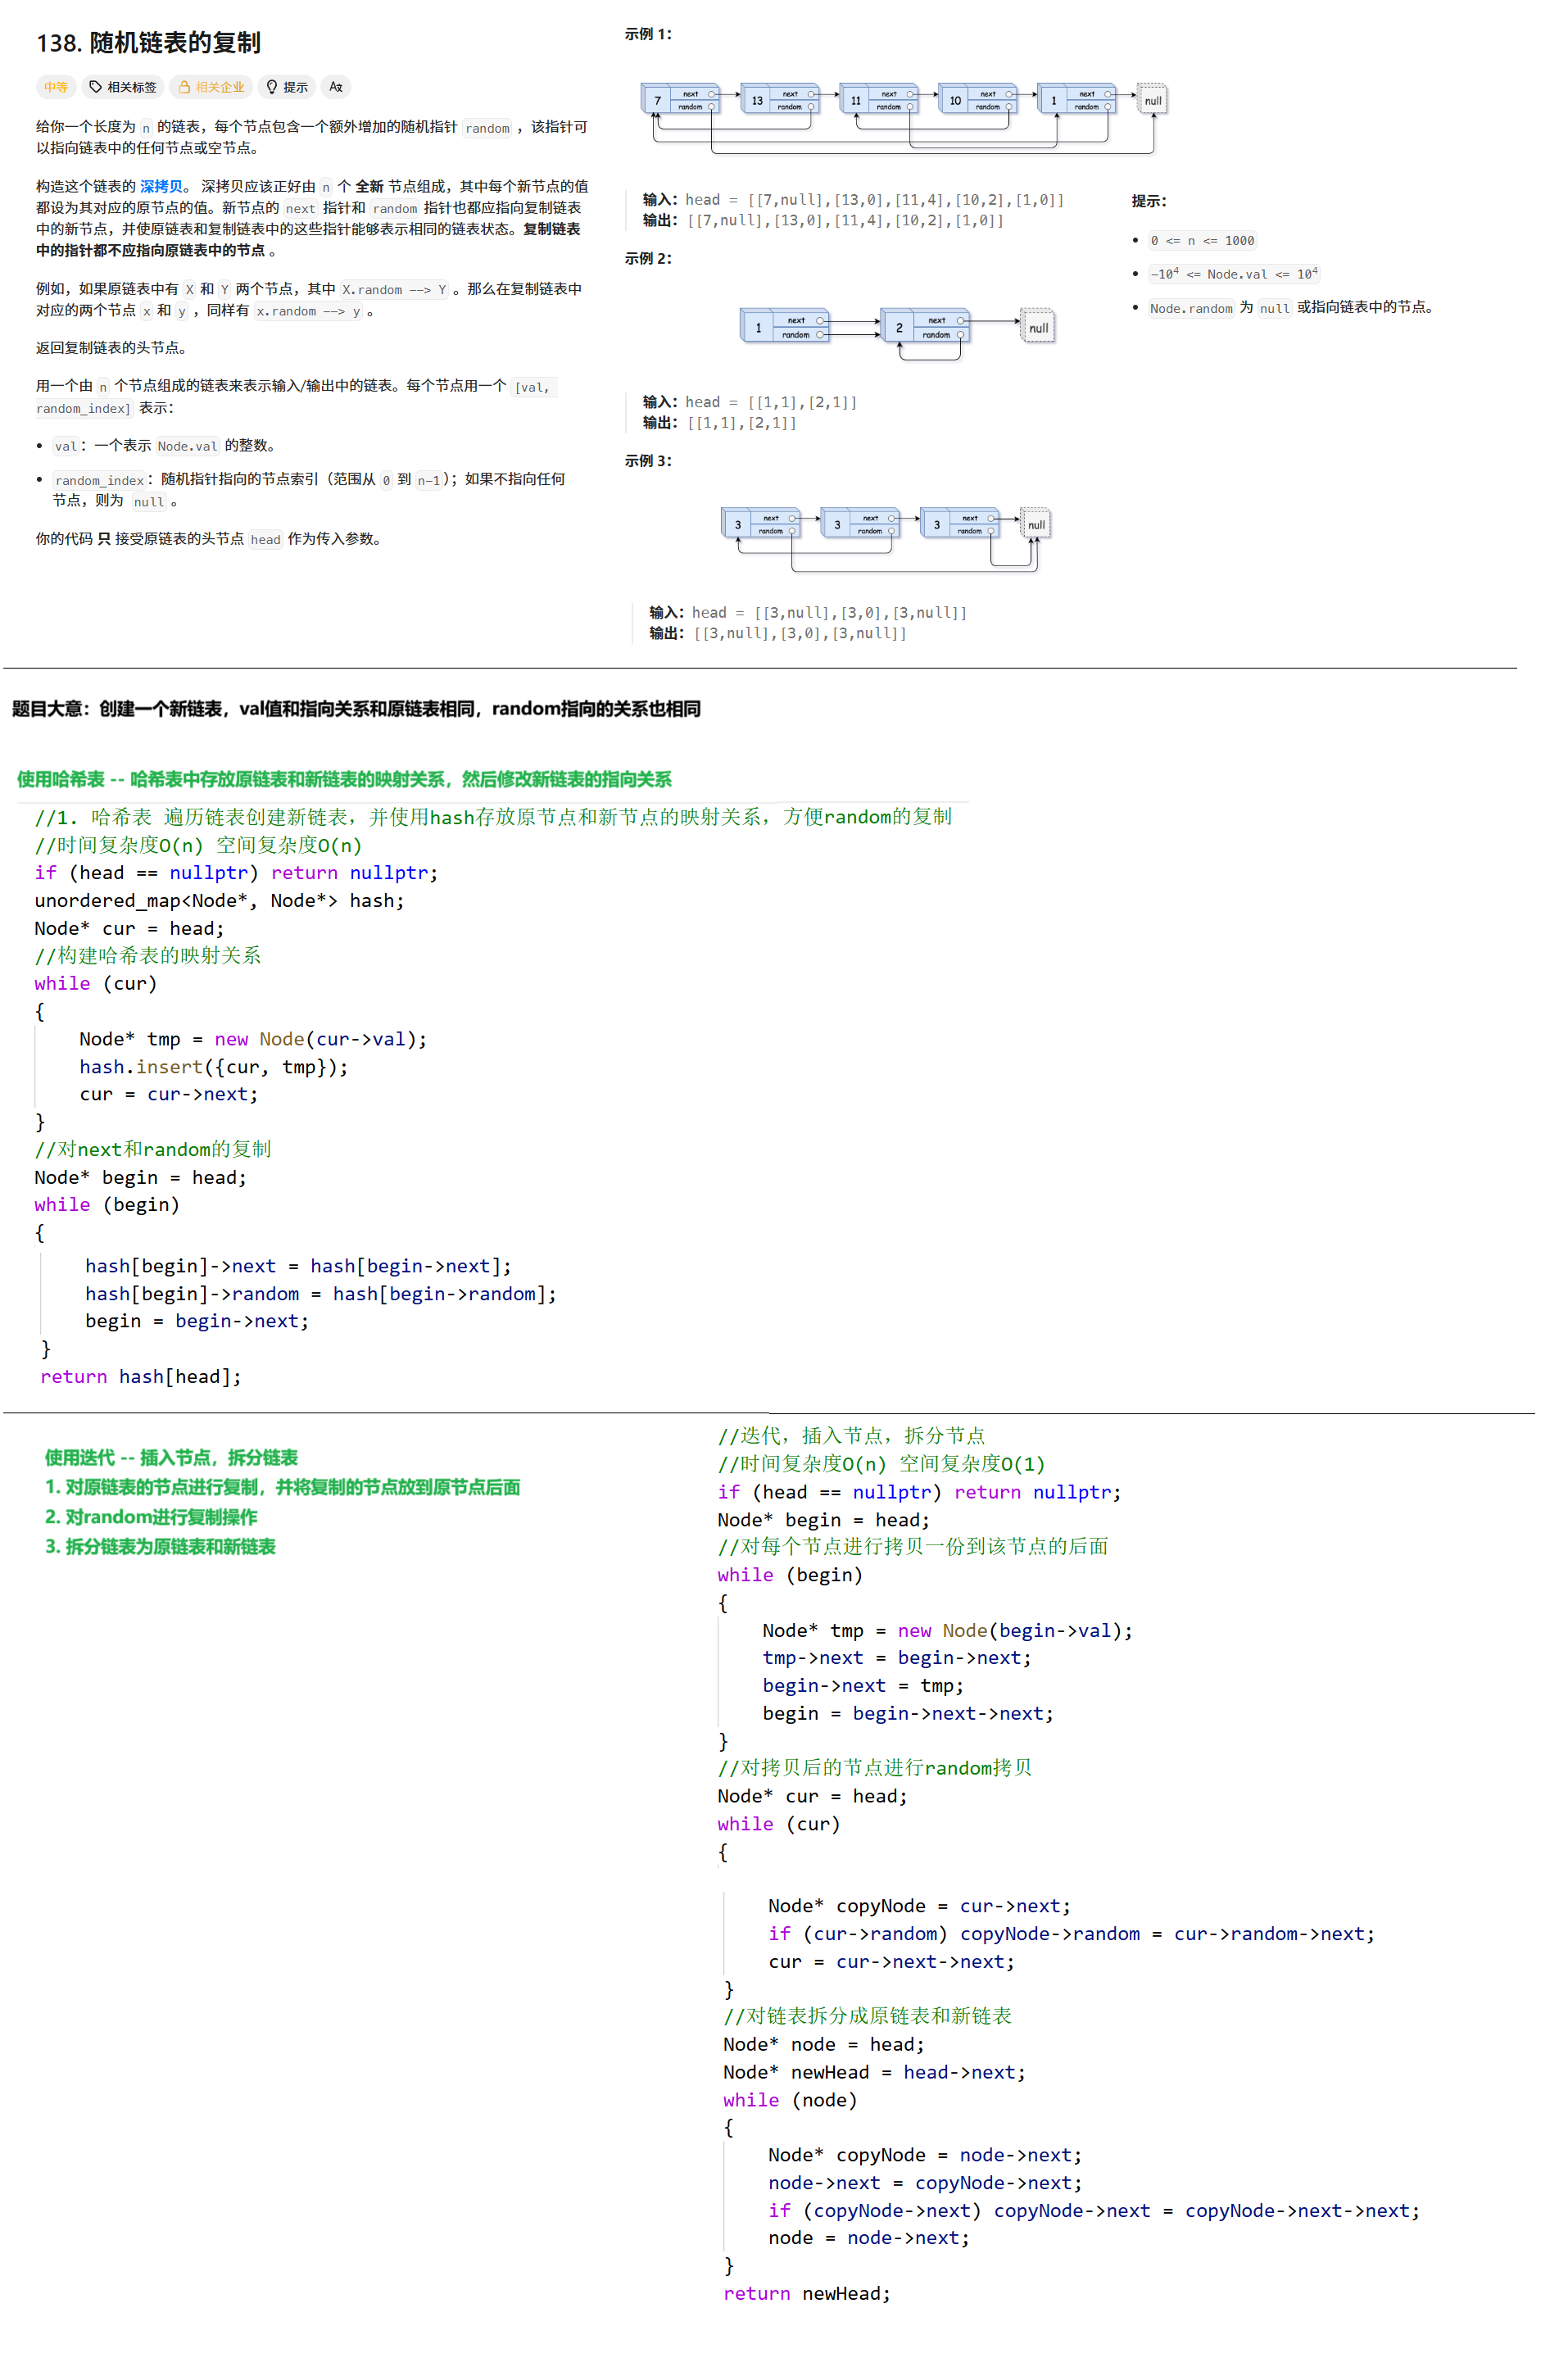 138. 随机链表的复制
中等 相关标签 相关企业 提示 Aあ
给你一个长度为 n 的链表，每个节点包含一个额外增加的随机指针 random ，该指针可
以指向链表中的任何节点或空节点。
构造这个链表的 深拷贝。 深拷贝应该正好由 n 个 全新 节点组成，其中每个新节点的值
都设为其对应的原节点的值。新节点的 next 指针和 random 指针也都应指向复制链表
中的新节点，并使原链表和复制链表中的这些指针能够表示相同的链表状态。复制链表
中的指针都不应指向原链表中的节点 。
例如，如果原链表中有 X 和 Y 两个节点，其中 X.random --> Y 。那么在复制链表中
对应的两个节点 x 和 y ，同样有 x.random --> y 。
返回复制链表的头节点。
用一个由 n 个节点组成的链表来表示输入/输出中的链表。每个节点用一个 [val,
random_index] 表示：
• val：一个表示 Node.val 的整数。
• random_index：随机指针指向的节点索引（范围从 0 到 n-1）；如果不指向任何
节点，则为 null 。
你的代码 只 接受原链表的头节点 head 作为传入参数。
示例 1：
7 next random 13 next random 11 next random 10 next random 1 next random null
输入：head = [[7,null],[13,0],[11,4],[10,2],[1,0]]
输出：[[7,null],[13,0],[11,4],[10,2],[1,0]]
示例 2：
1 next random 2 next random null
输入：head = [[1,1],[2,1]]
输出：[[1,1],[2,1]]
示例 3：
3 next random 3 next random 3 next random null
输入：head = [[3,null],[3,0],[3,null]]
输出：[[3,null],[3,0],[3,null]]
提示：
• 0 <= n <= 1000
• -10⁴ <= Node.val <= 10⁴
• Node.random 为 null 或指向链表中的节点。
题目大意：创建一个新链表，val值和指向关系和原链表相同，random指向的关系也相同
使用哈希表 -- 哈希表中存放原链表和新链表的映射关系，然后修改新链表的指向关系
//1. 哈希表 遍历链表创建新链表，并使用hash存放原节点和新节点的映射关系，方便random的复制
//时间复杂度O(n) 空间复杂度O(n)
if (head == nullptr) return nullptr;
unordered_map<Node*, Node*> hash;
Node* cur = head;
//构建哈希表的映射关系
while (cur)
{
Node* tmp = new Node(cur->val);
hash.insert({cur, tmp});
cur = cur->next;
}
//对next和random的复制
Node* begin = head;
while (begin)
{
hash[begin]->next = hash[begin->next];
hash[begin]->random = hash[begin->random];
begin = begin->next;
}
return hash[head];
使用迭代 -- 插入节点，拆分链表
1. 对原链表的节点进行复制，并将复制的节点放到原节点后面
2. 对random进行复制操作
3. 拆分链表为原链表和新链表
//迭代，插入节点，拆分节点
//时间复杂度O(n) 空间复杂度O(1)
if (head == nullptr) return nullptr;
Node* begin = head;
//对每个节点进行拷贝一份到该节点的后面
while (begin)
{
Node* tmp = new Node(begin->val);
tmp->next = begin->next;
begin->next = tmp;
begin = begin->next->next;
}
//对拷贝后的节点进行random拷贝
Node* cur = head;
while (cur)
{
Node* copyNode = cur->next;
if (cur->random) copyNode->random = cur->random->next;
cur = cur->next->next;
}
//对链表拆分成原链表和新链表
Node* node = head;
Node* newHead = head->next;
while (node)
{
Node* copyNode = node->next;
node->next = copyNode->next;
if (copyNode->next) copyNode->next = copyNode->next->next;
node = node->next;
}
return newHead;